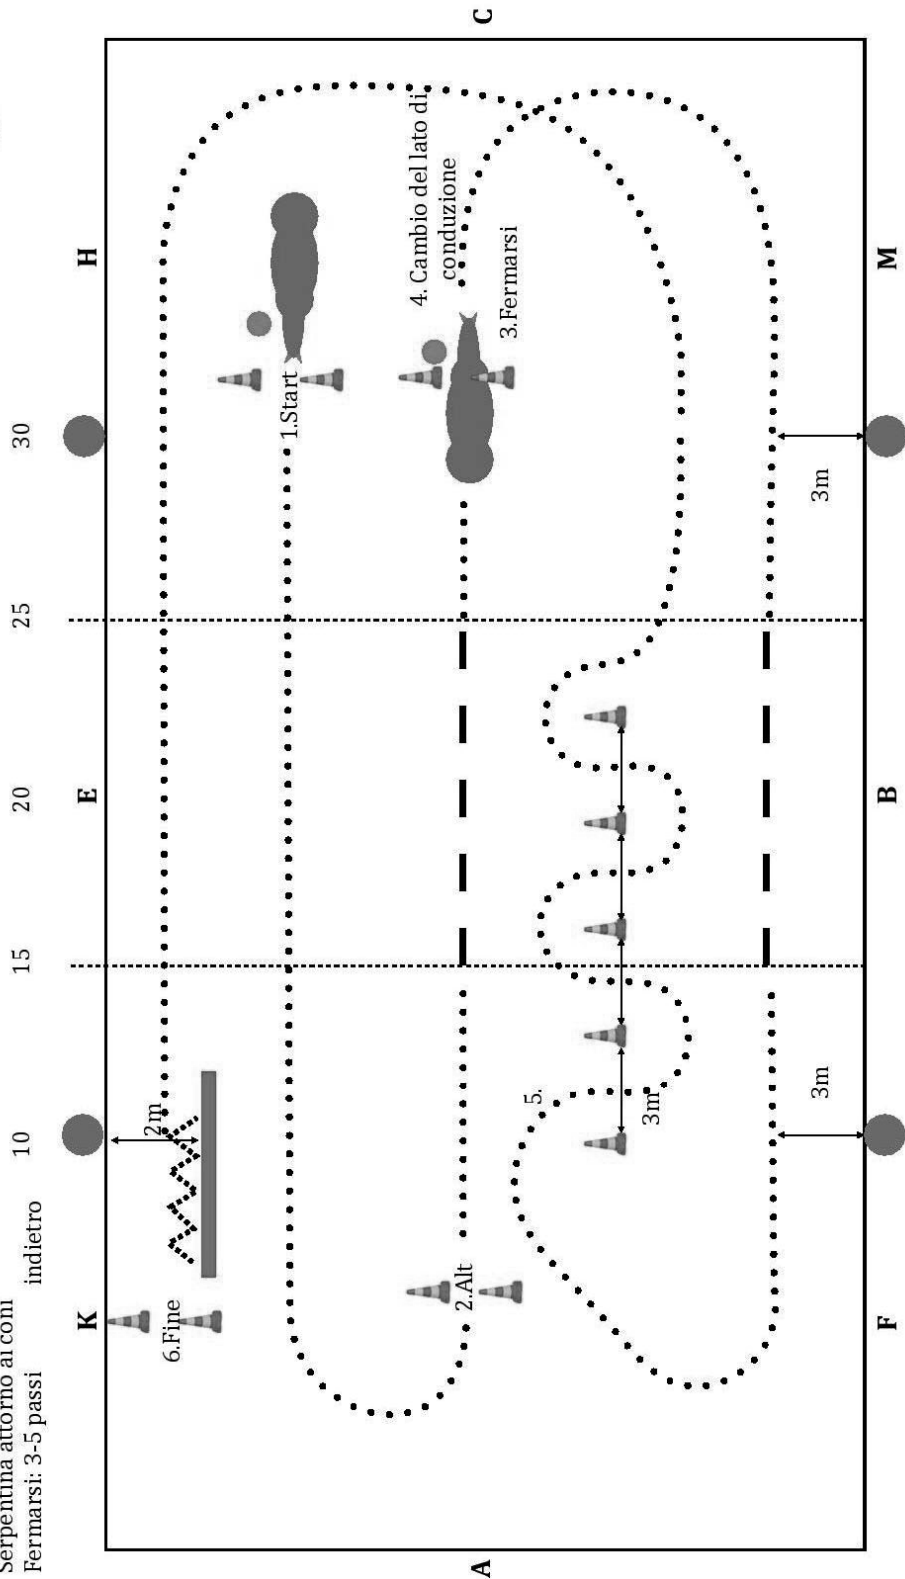 Serpentina attorno ai coni
Fermarsi: 3-5 passi indietro
10
15
20
25
30
K
E
H
6.Fine
2m
1.Start
4. Cambio del lato di
conduzione
3.Fermarsi
2.Alt
A
C
5.
3m
3m
3m
F
B
M